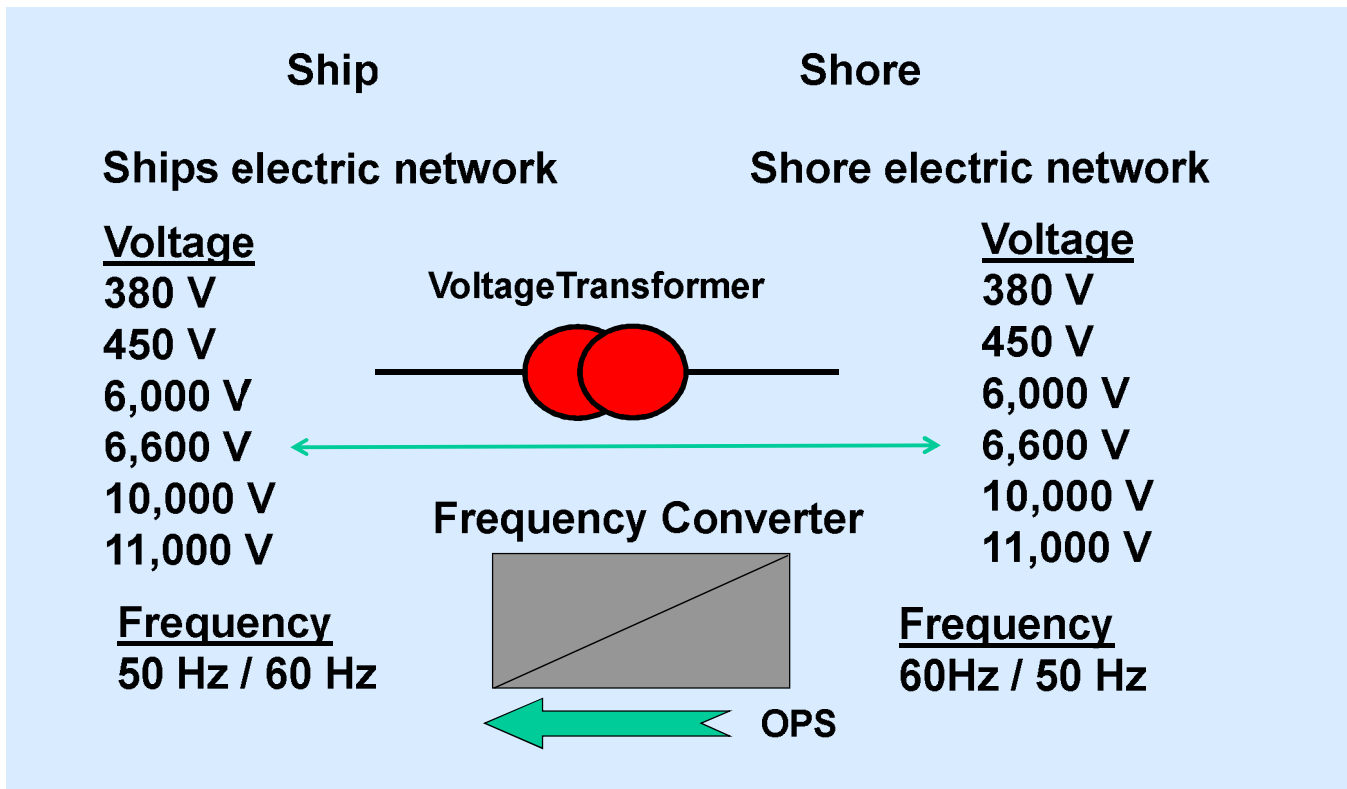 Ship
Shore
Ships electric network
Shore electric network
Voltage
380 V
450 V
6,000 V
6,600 V
10,000 V
11,000 V
Frequency
50 Hz / 60 Hz
VoltageTransformer
Frequency Converter
OPS
Voltage
380 V
450 V
6,000 V
6,600 V
10,000 V
11,000 V
Frequency
60Hz / 50 Hz